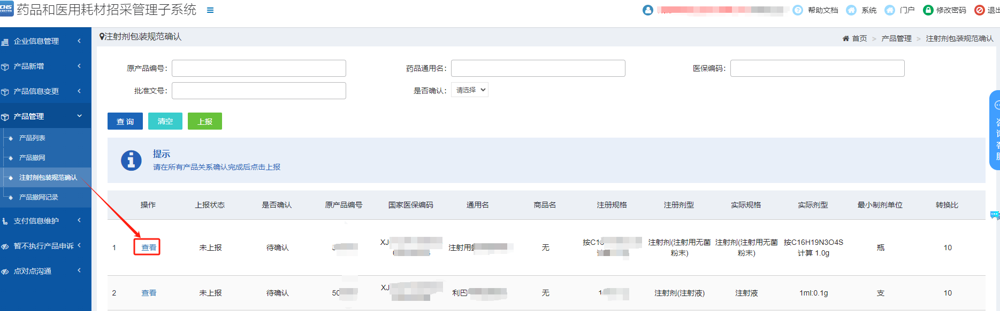 CHS
药品和医用耗材招采管理子系统
帮助文档
系统
门户
修改密码
退出
企业信息管理
产品新增
产品信息变更
产品管理
产品列表
产品撤网
注射剂包装规范确认
产品撤网记录
支付信息维护
暂不执行产品申诉
点对点沟通
注射剂包装规范确认
首页 > 产品管理 > 注射剂包装规范确认
原产品编号：
药品通用名：
医保编码：
批准文号：
是否确认： 请选择
查 询 清空 上报
提示
请在所有产品关系确认完成后点击上报
操作 上报状态 是否确认 原产品编号 国家医保编码 通用名 商品名 注册规格 注册剂型 实际规格 实际剂型 最小制剂单位 转换比
1 查看 未上报 待确认 XJ 注射用 无 按C1 注射剂(注射用无菌粉末) 注射剂(注射用无菌粉末) 按C16H19N3O4S计算 1.0g 瓶 10
2 查看 未上报 待确认 50 XJ 利巴 无 1 注射剂(注射液) 注射液 1ml:0.1g 支 10
咨询客服